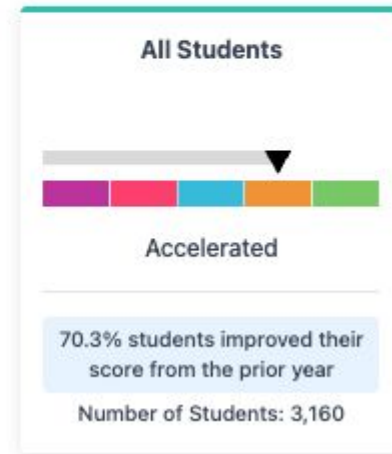 All Students
Accelerated
70.3% students improved their
score from the prior year
Number of Students: 3,160